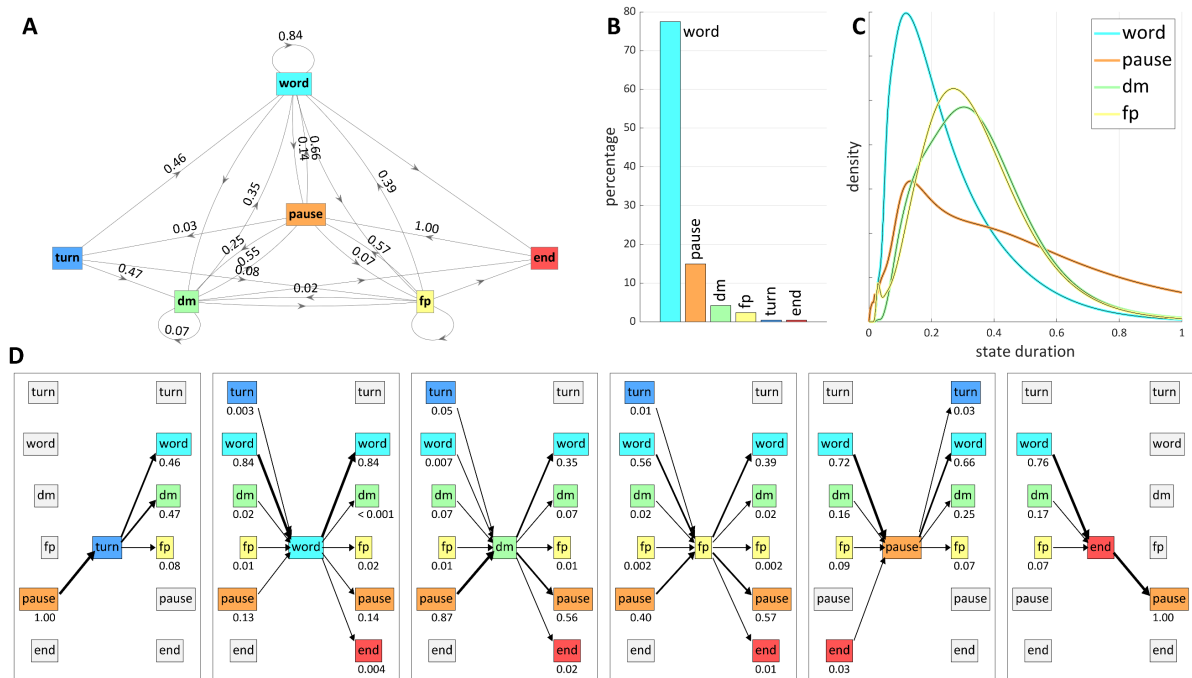 A
0.84
word
0.46
0.14
0.66
0.35
0.39
pause
0.03
1.00
turn
end
0.25
0.55
0.57
0.07
0.47
0.08
0.02
dm
fp
0.07
B
80
70
60
50
40
30
20
10
0
percentage
word
pause
dm
fp
turn
end
C
density
word
pause
dm
fp
0
0.2
0.4
0.6
0.8
1
state duration
D
turn
word
dm
fp
pause
1.00
end
turn
turn
word
0.46
dm
0.47
fp
0.08
pause
end
turn
0.003
word
0.84
dm
0.02
fp
0.01
pause
0.13
end
word
turn
word
0.84
dm
< 0.001
fp
0.02
pause
0.14
end
0.004
turn
0.05
word
0.007
dm
0.07
fp
0.01
pause
0.87
end
dm
turn
word
0.35
dm
0.07
fp
0.01
pause
0.56
end
0.02
turn
0.01
word
0.56
dm
0.02
fp
0.002
pause
0.40
end
fp
turn
word
0.39
dm
0.02
fp
0.002
pause
0.57
end
0.01
turn
word
0.72
dm
0.16
fp
0.09
pause
end
0.03
pause
turn
0.03
word
0.66
dm
0.25
fp
0.07
pause
end
turn
word
0.76
dm
0.17
fp
0.07
pause
end
end
turn
word
dm
fp
pause
1.00
end